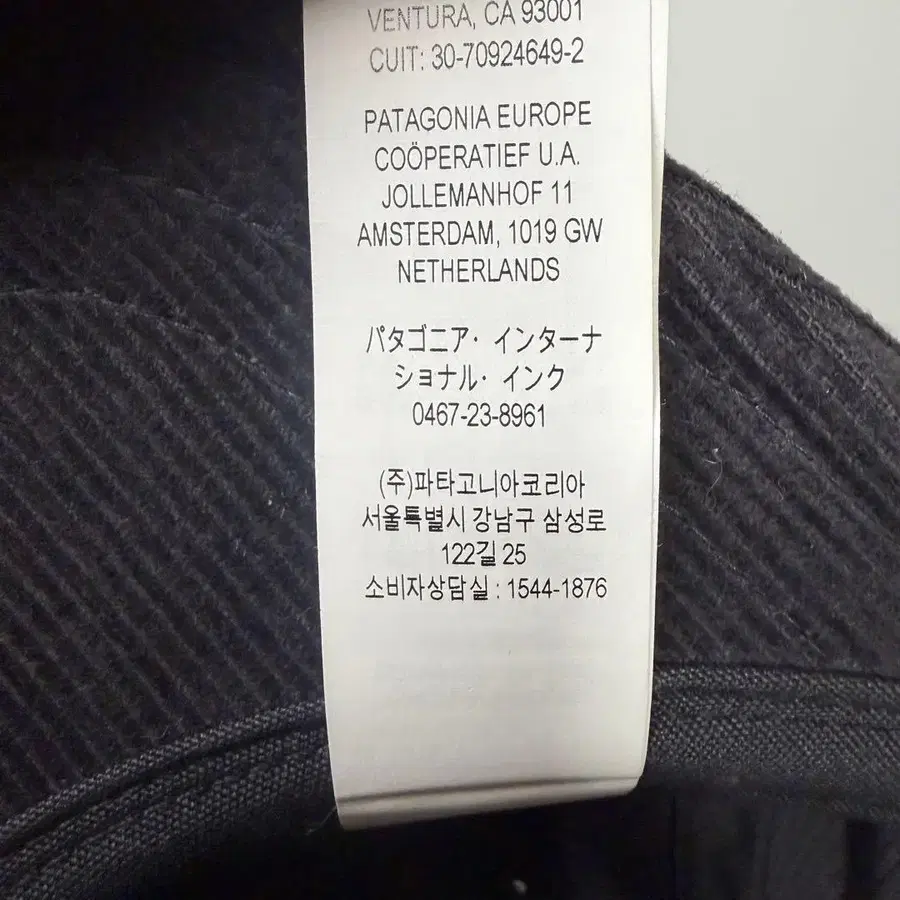 VENTURA, CA 93001
CUIT: 30-70924649-2
PATAGONIA EUROPE
COÖPERATIEF U.A.
JOLLEMANHOF 11
AMSTERDAM, 1019 GW
NETHERLANDS
パタゴニア· インターナ
ショナル· インク
0467-23-8961
(주)파타고니아코리아
서울특별시 강남구 삼성로
122길 25
소비자상담실 : 1544-1876